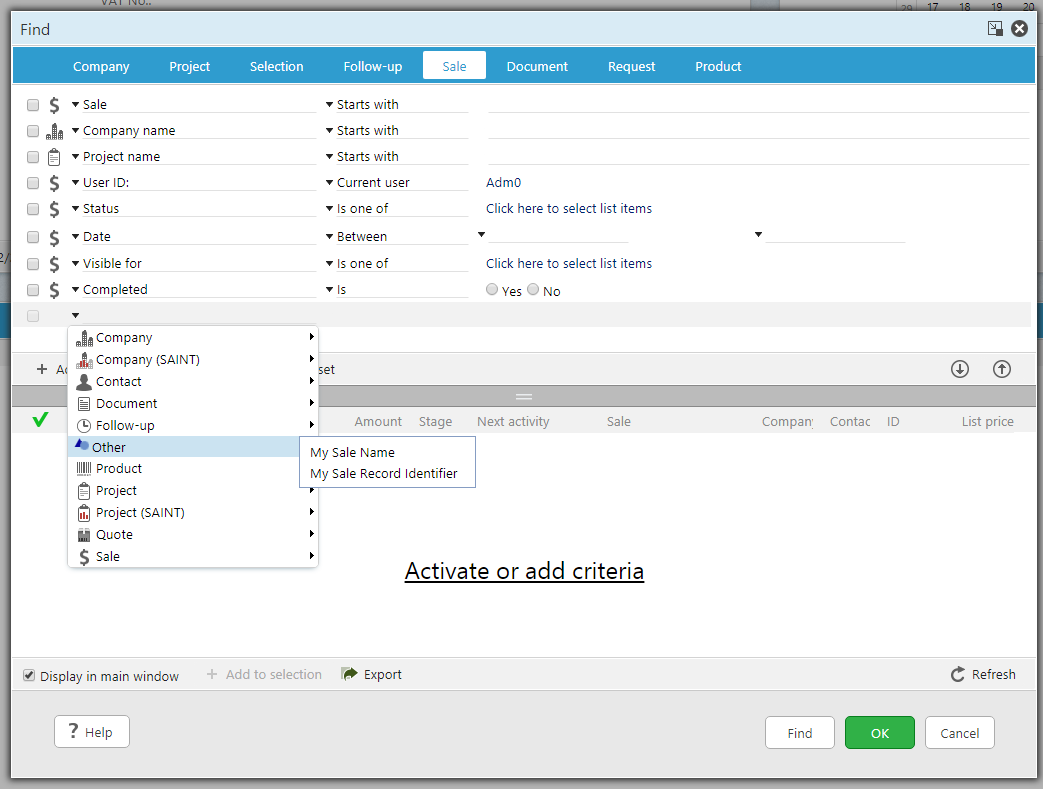 VAT No..
29 17 18 19 20
Find
Company Project Selection Follow-up Sale Document Request Product
$ Sale Starts with
Company name Starts with
Project name Starts with
$ User ID: Current user Adm0
$ Status Is one of Click here to select list items
$ Date Between
$ Visible for Is one of Click here to select list items
$ Completed Is Yes No
Company
Company (SAINT)
Contact
Document
Follow-up
Other
Product
Project
Project (SAINT)
Quote
$ Sale
My Sale Name
My Sale Record Identifier
+
Amount Stage Next activity Sale Company ID List price
Activate or add criteria
Display in main window + Add to selection Export Refresh
? Help Find OK Cancel